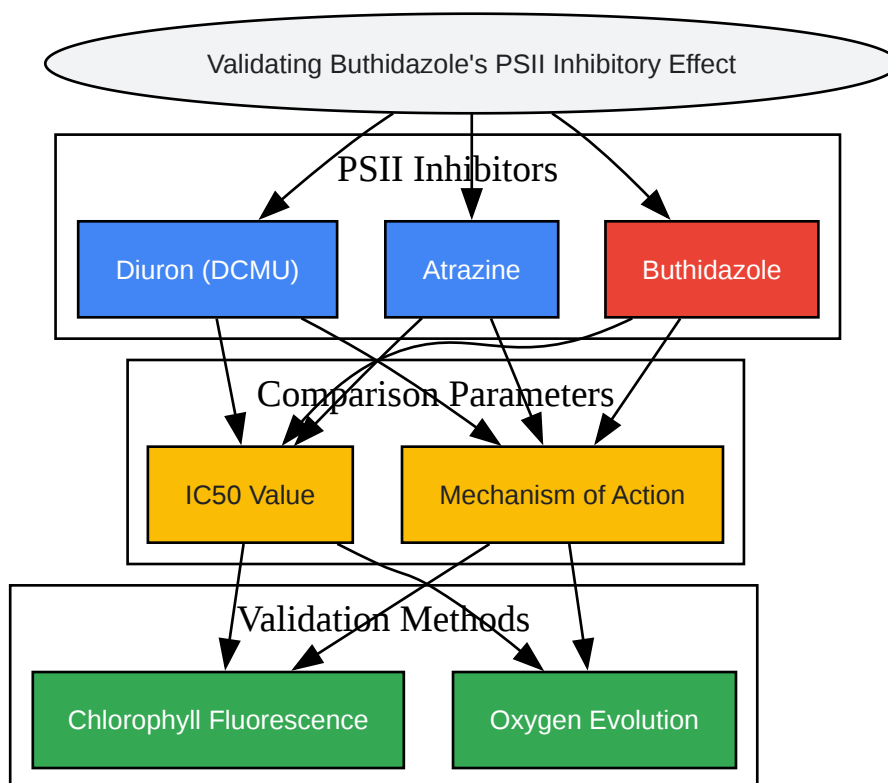 Validating Buthidazole's PSII Inhibitory Effect
PSII Inhibitors
Diuron (DCMU)
Atrazine
Buthidazole
Comparison Parameters
IC50 Value
Mechanism of Action
Validation Methods
Chlorophyll Fluorescence
Oxygen Evolution